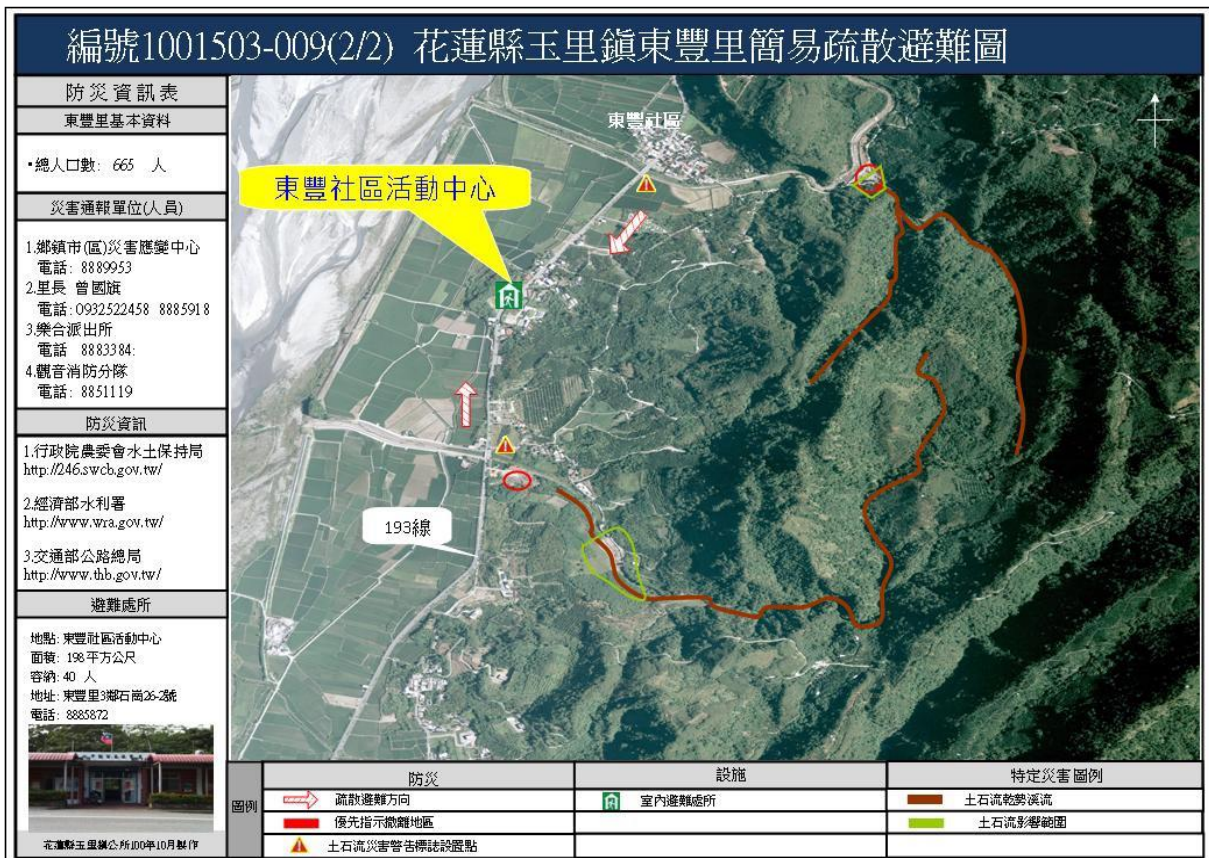 編號1001503-009(2/2) 花蓮縣玉里鎮東豐里簡易疏散避難圖
防災資訊表
東豐里基本資料
•總人口數: 665 人
災害通報單位(人員)
1.鄉鎮市(區)災害應變中心
電話: 8889953
2.里長 曾國旗
電話:0932522458 8885918
3.樂合派出所
電話 8883384:
4.觀音消防分隊
電話: 8851119
防災資訊
1.行政院農委會水土保持局
http://246.swcb.gov.tw/
2.經濟部水利署
http://www.wra.gov.tw/
3.交通部公路總局
http://www.thb.gov.tw/
避難處所
地點: 東豐社區活動中心
面積: 198平方公尺
容納: 40 人
地址: 東豐里3鄰石崗26-2號
電話: 8885872
花蓮縣玉里鎮公所100年10月製作
東豐社區
東豐社區活動中心
193線
圖例
防災
設施
特定災害圖例
疏散避難方向
室內避難處所
土石流乾勢溪流
優先指示撤離地區
土石流影響範圍
土石流災害警告標誌設置點